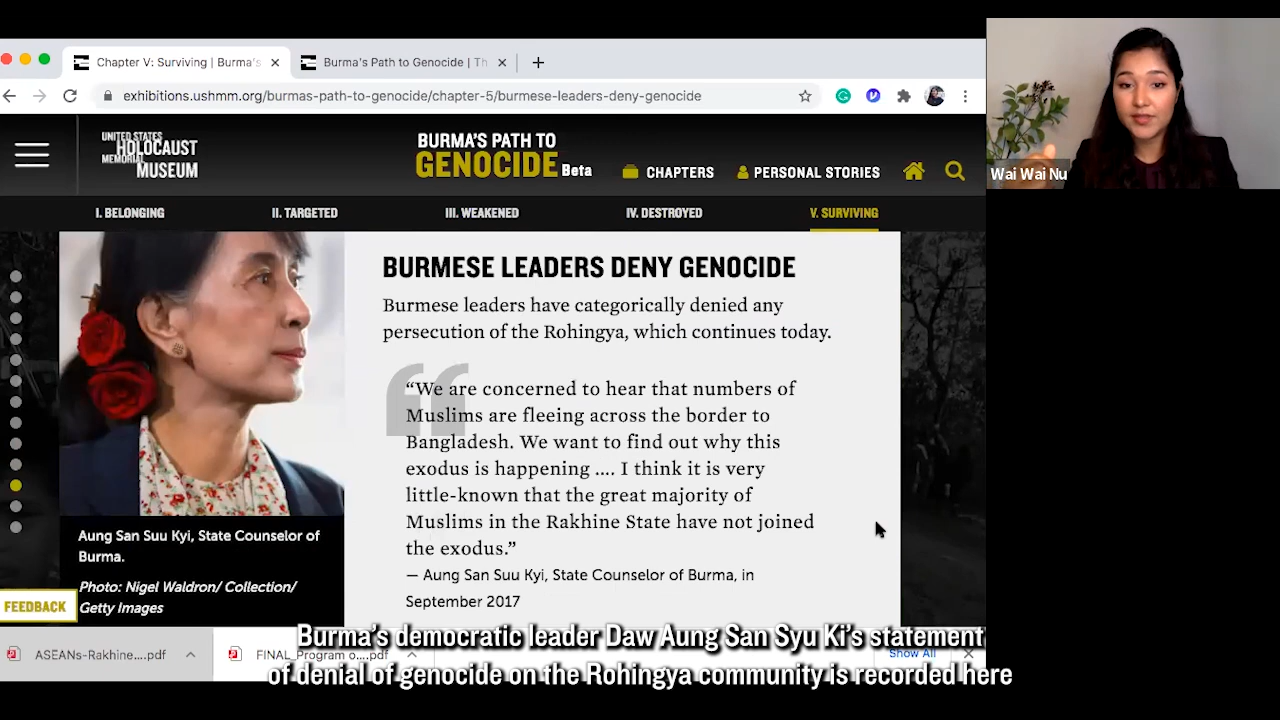 Chapter V: Surviving | Burma's
Burma's Path to Genocide | Th
exhibitions.ushmm.org/burmas-path-to-genocide/chapter-5/burmese-leaders-deny-genocide
UNITED STATES
HOLOCAUST
MEMORIAL
MUSEUM
BURMA'S PATH TO
GENOCIDE Beta
CHAPTERS
PERSONAL STORIES
Wai Wai Nu
I. BELONGING
II. TARGETED
III. WEAKENED
IV. DESTROYED
V. SURVIVING
BURMESE LEADERS DENY GENOCIDE
Burmese leaders have categorically denied any
persecution of the Rohingya, which continues today.
“We are concerned to hear that numbers of
Muslims are fleeing across the border to
Bangladesh. We want to find out why this
exodus is happening .... I think it is very
little-known that the great majority of
Muslims in the Rakhine State have not joined
the exodus.”
— Aung San Suu Kyi, State Counselor of Burma, in
September 2017
Aung San Suu Kyi, State Counselor of
Burma.
Photo: Nigel Waldron/ Collection/
Getty Images
FEEDBACK
ASEANs-Rakhine....pdf
FINAL_Program o....pdf
Show All
Burma's democratic leader Daw Aung San Syu Ki's statement
of denial of genocide on the Rohingya community is recorded here